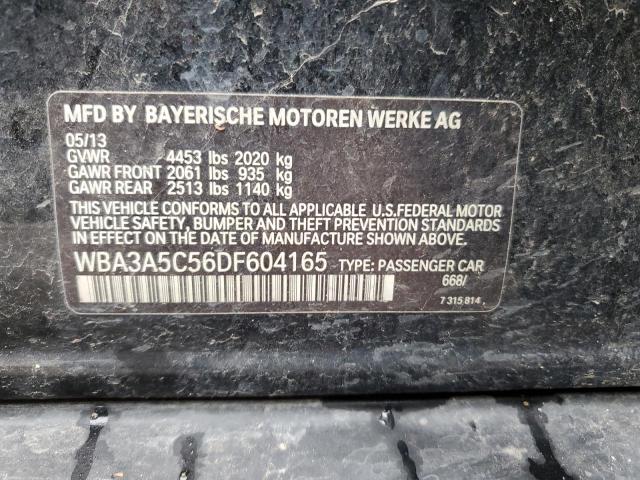 MFD BY BAYERISCHE MOTOREN WERKE AG
05/13
GVWR 4453 lbs 2020 kg
GAWR FRONT 2061 lbs 935 kg
GAWR REAR 2513 lbs 1140 kg
THIS VEHICLE CONFORMS TO ALL APPLICABLE U.S.FEDERAL MOTOR
VEHICLE SAFETY, BUMPER AND THEFT PREVENTION STANDARDS
IN EFFECT ON THE DATE OF MANUFACTURE SHOWN ABOVE.
WBA3A5C56DF604165 TYPE: PASSENGER CAR
668/
7 315 814